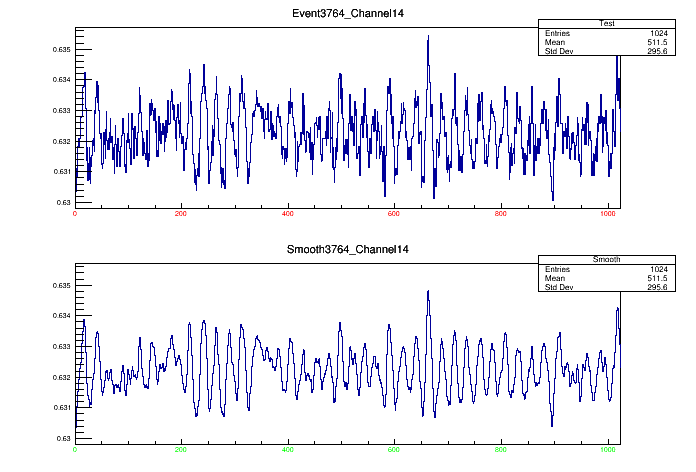 Event3764_Channel14
Test
Entries 1024
Mean 511.5
Std Dev 295.6
0.635
0.634
0.633
0.632
0.631
0.63
0 200 400 600 800 1000
Smooth3764_Channel14
Smooth
Entries 1024
Mean 511.5
Std Dev 295.6
0.635
0.634
0.633
0.632
0.631
0.63
0 200 400 600 800 1000